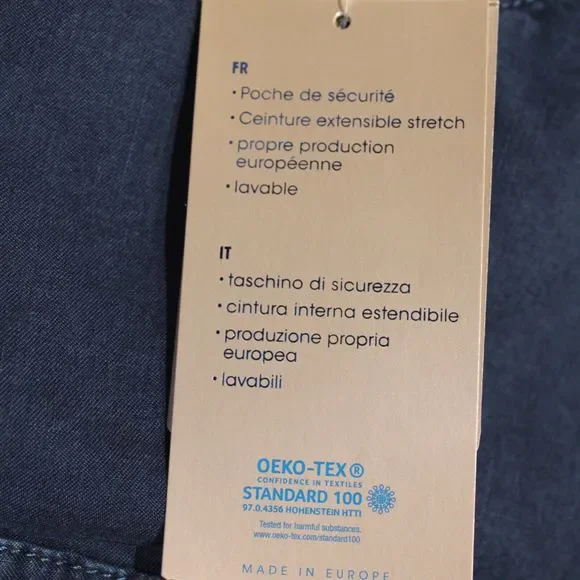 FR
• Poche de sécurité
• Ceinture extensible stretch
• propre production
européenne
• lavable
IT
• taschino di sicurezza
• cintura interna estendibile
• produzione propria
europea
• lavabili
OEKO-TEX®
CONFIDENCE IN TEXTILES
STANDARD 100
97.0.4356 HOHENSTEIN HTTI
Tested for harmful substances.
www.oeko-tex.com/standard100
MADE IN EUROPE